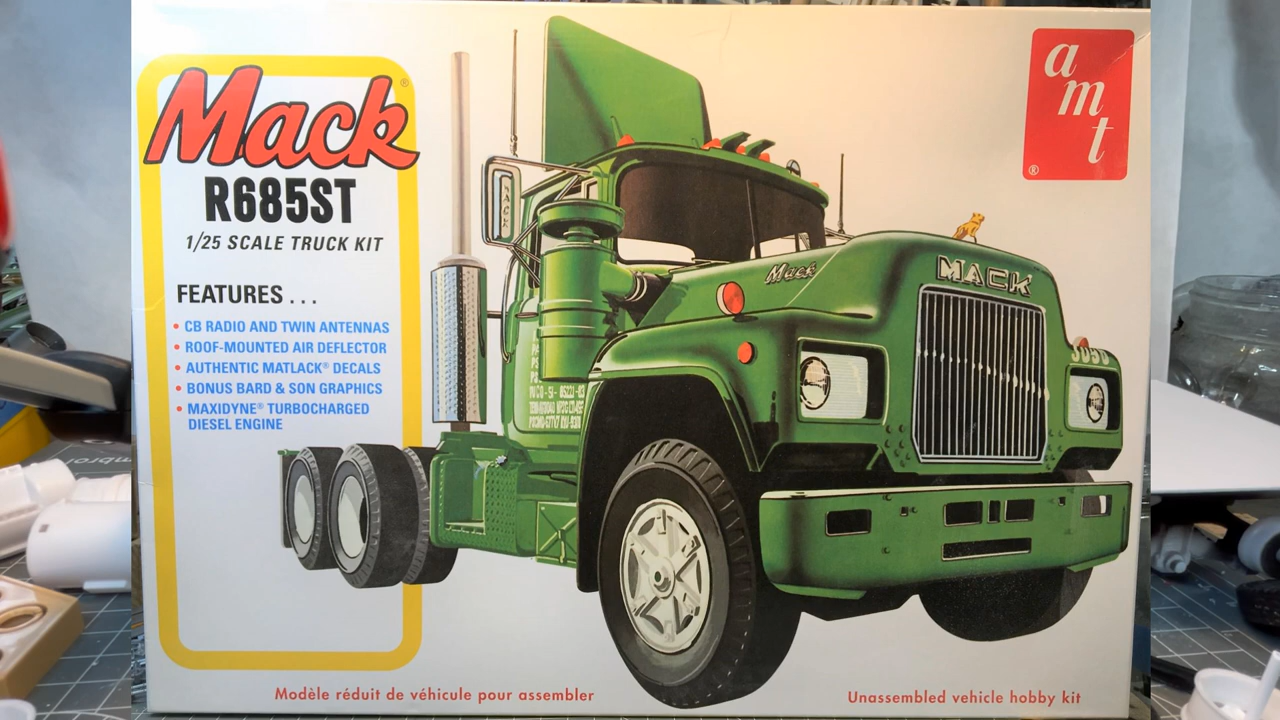 Mack®
R685ST
1/25 SCALE TRUCK KIT
FEATURES . . .
• CB RADIO AND TWIN ANTENNAS
• ROOF-MOUNTED AIR DEFLECTOR
• AUTHENTIC MATLACK® DECALS
• BONUS BARD & SON GRAPHICS
• MAXIDYNE® TURBOCHARGED
DIESEL ENGINE
a
m
t
®
MACK
Mack
MACK
Modèle réduit de véhicule pour assembler
Unassembled vehicle hobby kit